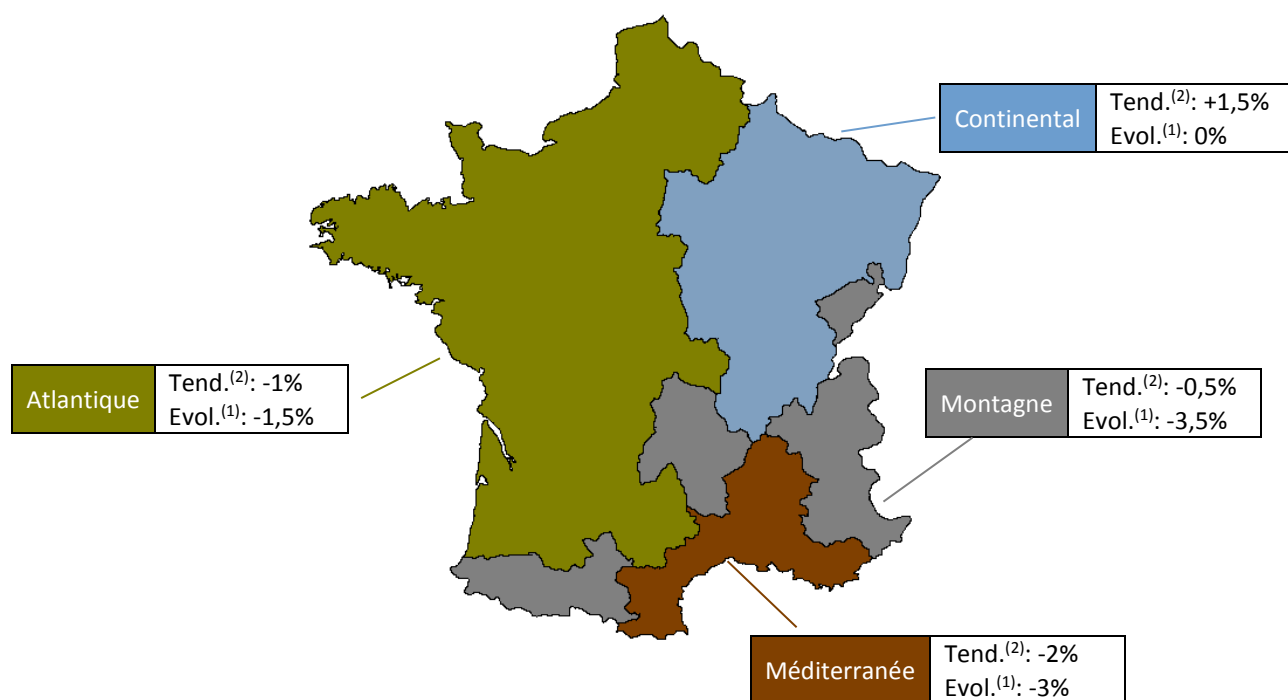 Continental
Tend.(2): +1,5%
Evol.(1): 0%
Atlantique
Tend.(2): -1%
Evol.(1): -1,5%
Montagne
Tend.(2): -0,5%
Evol.(1): -3,5%
Méditerranée
Tend.(2): -2%
Evol.(1): -3%